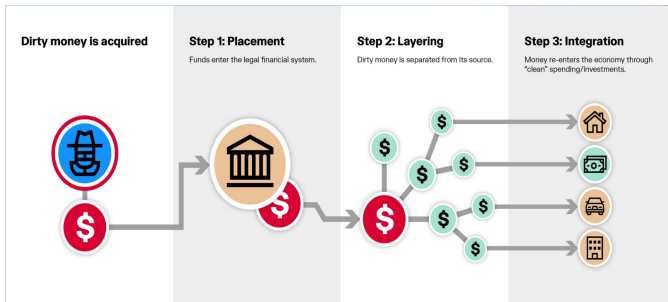 Dirty money is acquired
Step 1: Placement
Funds enter the legal financial system.
Step 2: Layering
Dirty money is separated from its source.
Step 3: Integration
Money re-enters the economy through
“clean” spending/investments.
$
$
$
$
$
$
$
$
$
$